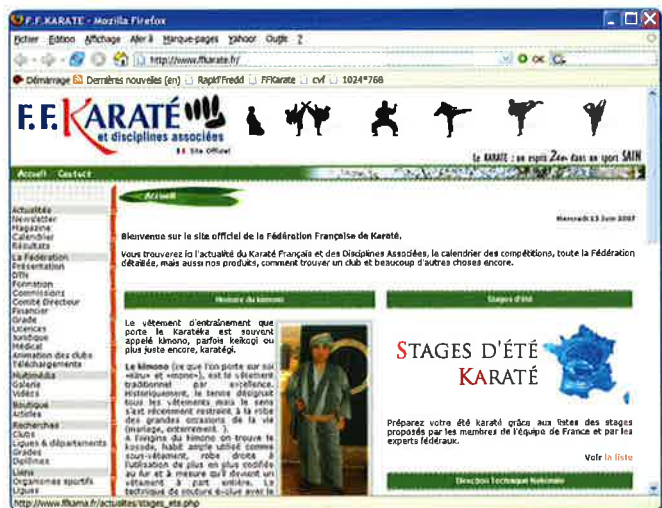 F.F.KARATE - Mozilla Firefox
Fichier Edition Affichage Aller à Marque-pages Yahoo! Outils ?
http://www.ffkarate.fr/
OK
Démarrage Dernières nouvelles (en) Rapid'Fredd FFKarate cvf 1024*768
F.F. KARATÉ
et disciplines associées
Site Officiel
Le KARATE : un esprit Zen dans un sport SAIN
Accueil Contact
Accueil
Mercredi 13 Juin 2007
Bienvenue sur le site officiel de la Fédération Française de Karaté.
Vous trouverez ici l'actualité du Karaté Français et des Disciplines Associées, le calendrier des compétitions, toute la Fédération
détaillée, mais aussi nos produits, comment trouver un club et beaucoup d'autres choses encore.
Actualités
Newsletter
Magazine
Calendrier
Résultats
La Fédération
Présentation
DTN
Formation
Commissions
Comité Directeur
Financier
Grade
Licences
Juridique
Médical
Animation des clubs
Téléchargements
Multimédia
Galerie
Vidéos
Boutique
Articles
Recherches
Clubs
Ligues & départements
Grades
Diplômes
Liens
Organismes sportifs
Ligues
Histoire du kimono
Le vêtement d'entraînement que
porte le Karatéka est souvent
appelé kimono, parfois keikogi ou
plus juste encore, karatégi.
Le kimono (ce que l'on porte sur soi
«kiru» et «mono»), est le vêtement
traditionnel par excellence.
Historiquement, le terme désignait
tous les vêtements mais le sens
s'est récemment restreint à la robe
des grandes occasions de la vie
(mariage, enterrement. ).
A l'origine du kimono on trouve le
kosode, habit ample utilisé comme
sous-vêtement, robe droite à
l'utilisation de plus en plus codifiée
au fur et à mesure qu'il devient un
vêtement à part entière. La
technique de couture évolue avec le
Stages d'été
STAGES D'ÉTÉ
KARATÉ
Préparez votre été karaté grâce aux listes des stages
proposés par les membres de l'équipe de France et par les
experts fédéraux.
Voir la liste
Direction Technique Nationale
http://www.ffkama.fr/actualites/stages_ete.php